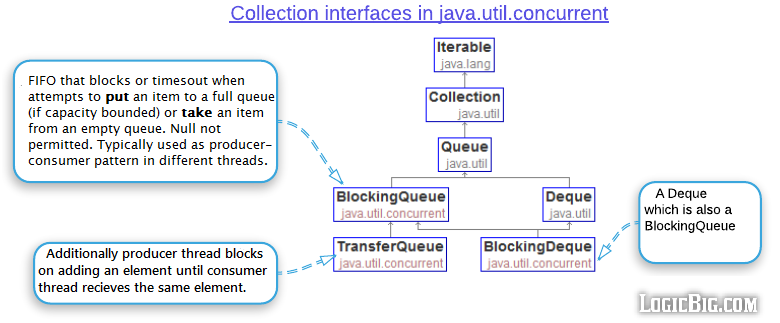 Collection interfaces in java.util.concurrent
Iterable
java.lang
FIFO that blocks or timeout when
attempts to put an item to a full queue
(if capacity bounded) or take an item
from an empty queue. Null not
permitted. Typically used as producer-
consumer pattern in different threads.
Collection
java.util
Queue
java.util
BlockingQueue
java.util.concurrent
Deque
java.util
A Deque
which is also a
BlockingQueue
Additionally producer thread blocks
on adding an element until consumer
thread recieves the same element.
TransferQueue
java.util.concurrent
BlockingDeque
java.util.concurrent
LogicBig.com